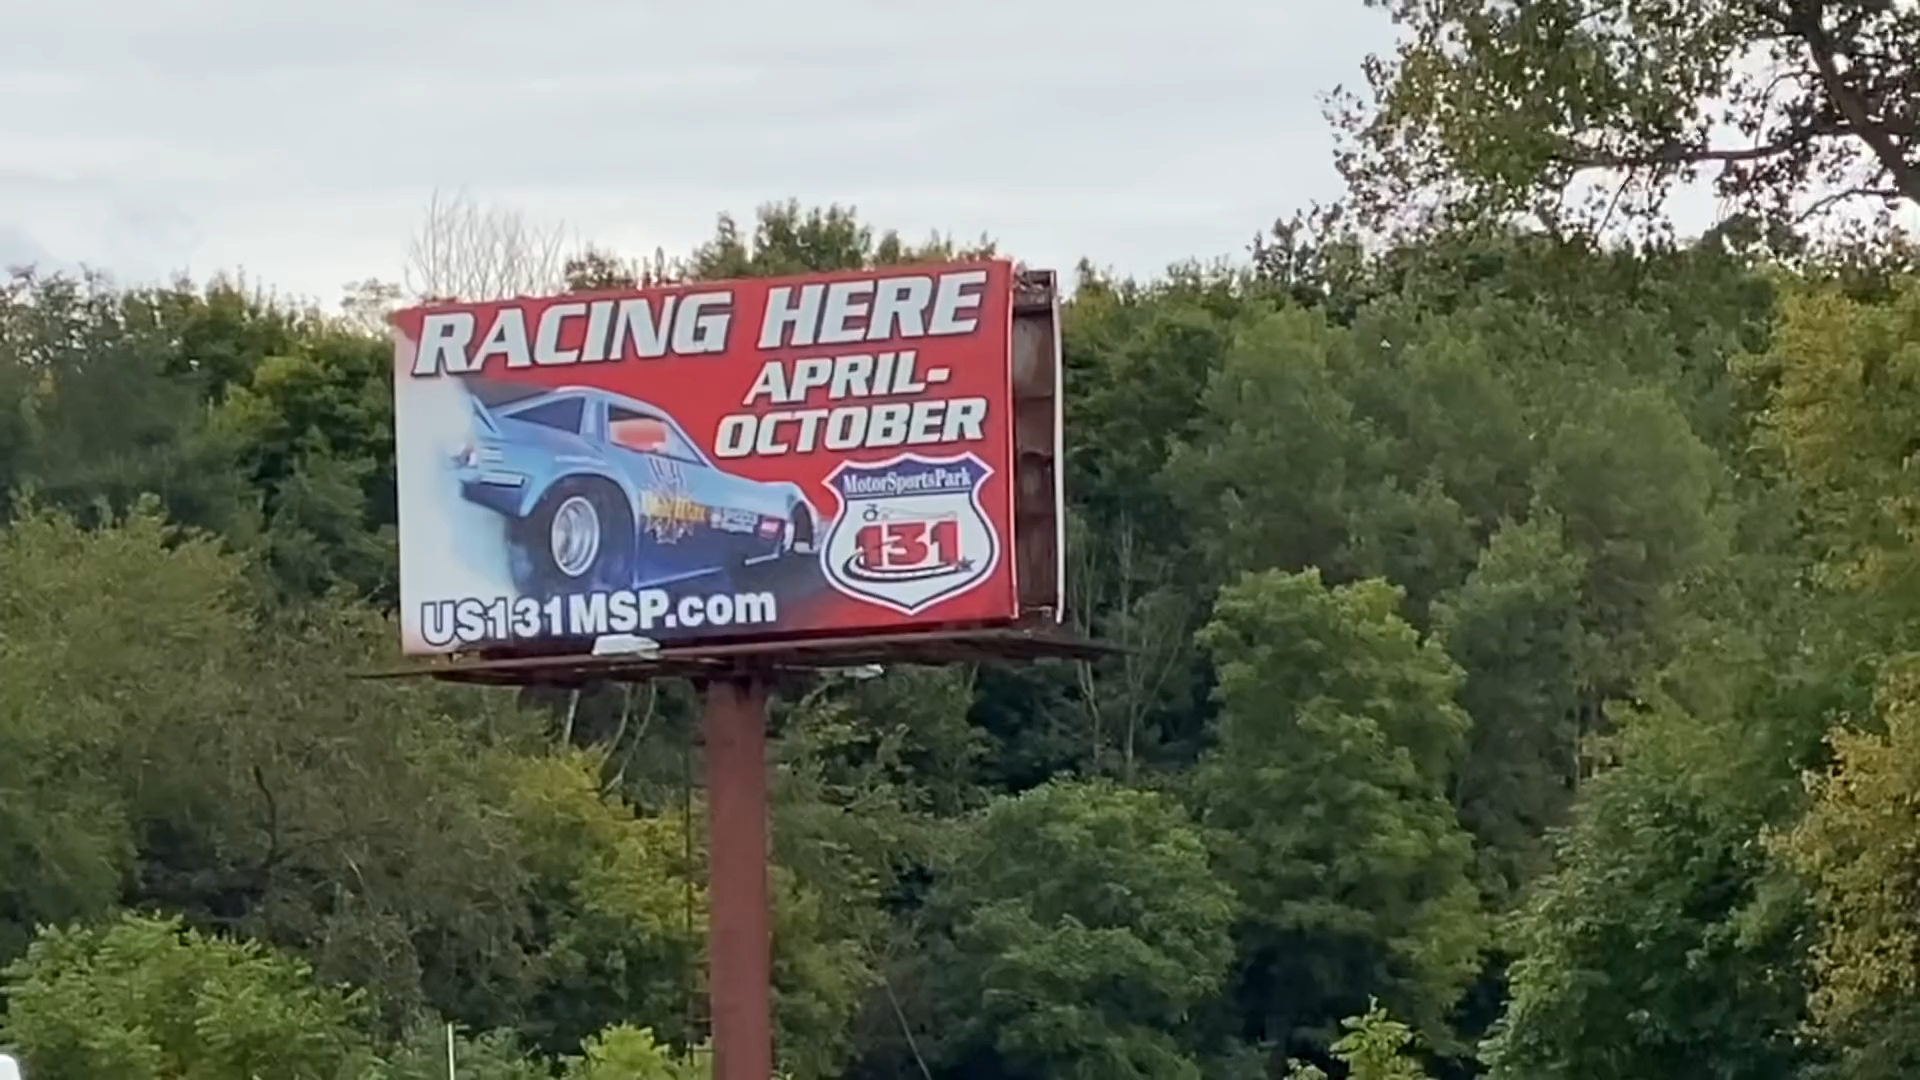 RACING HERE
APRIL-
OCTOBER
MotorSportsPark
131
US131MSP.com